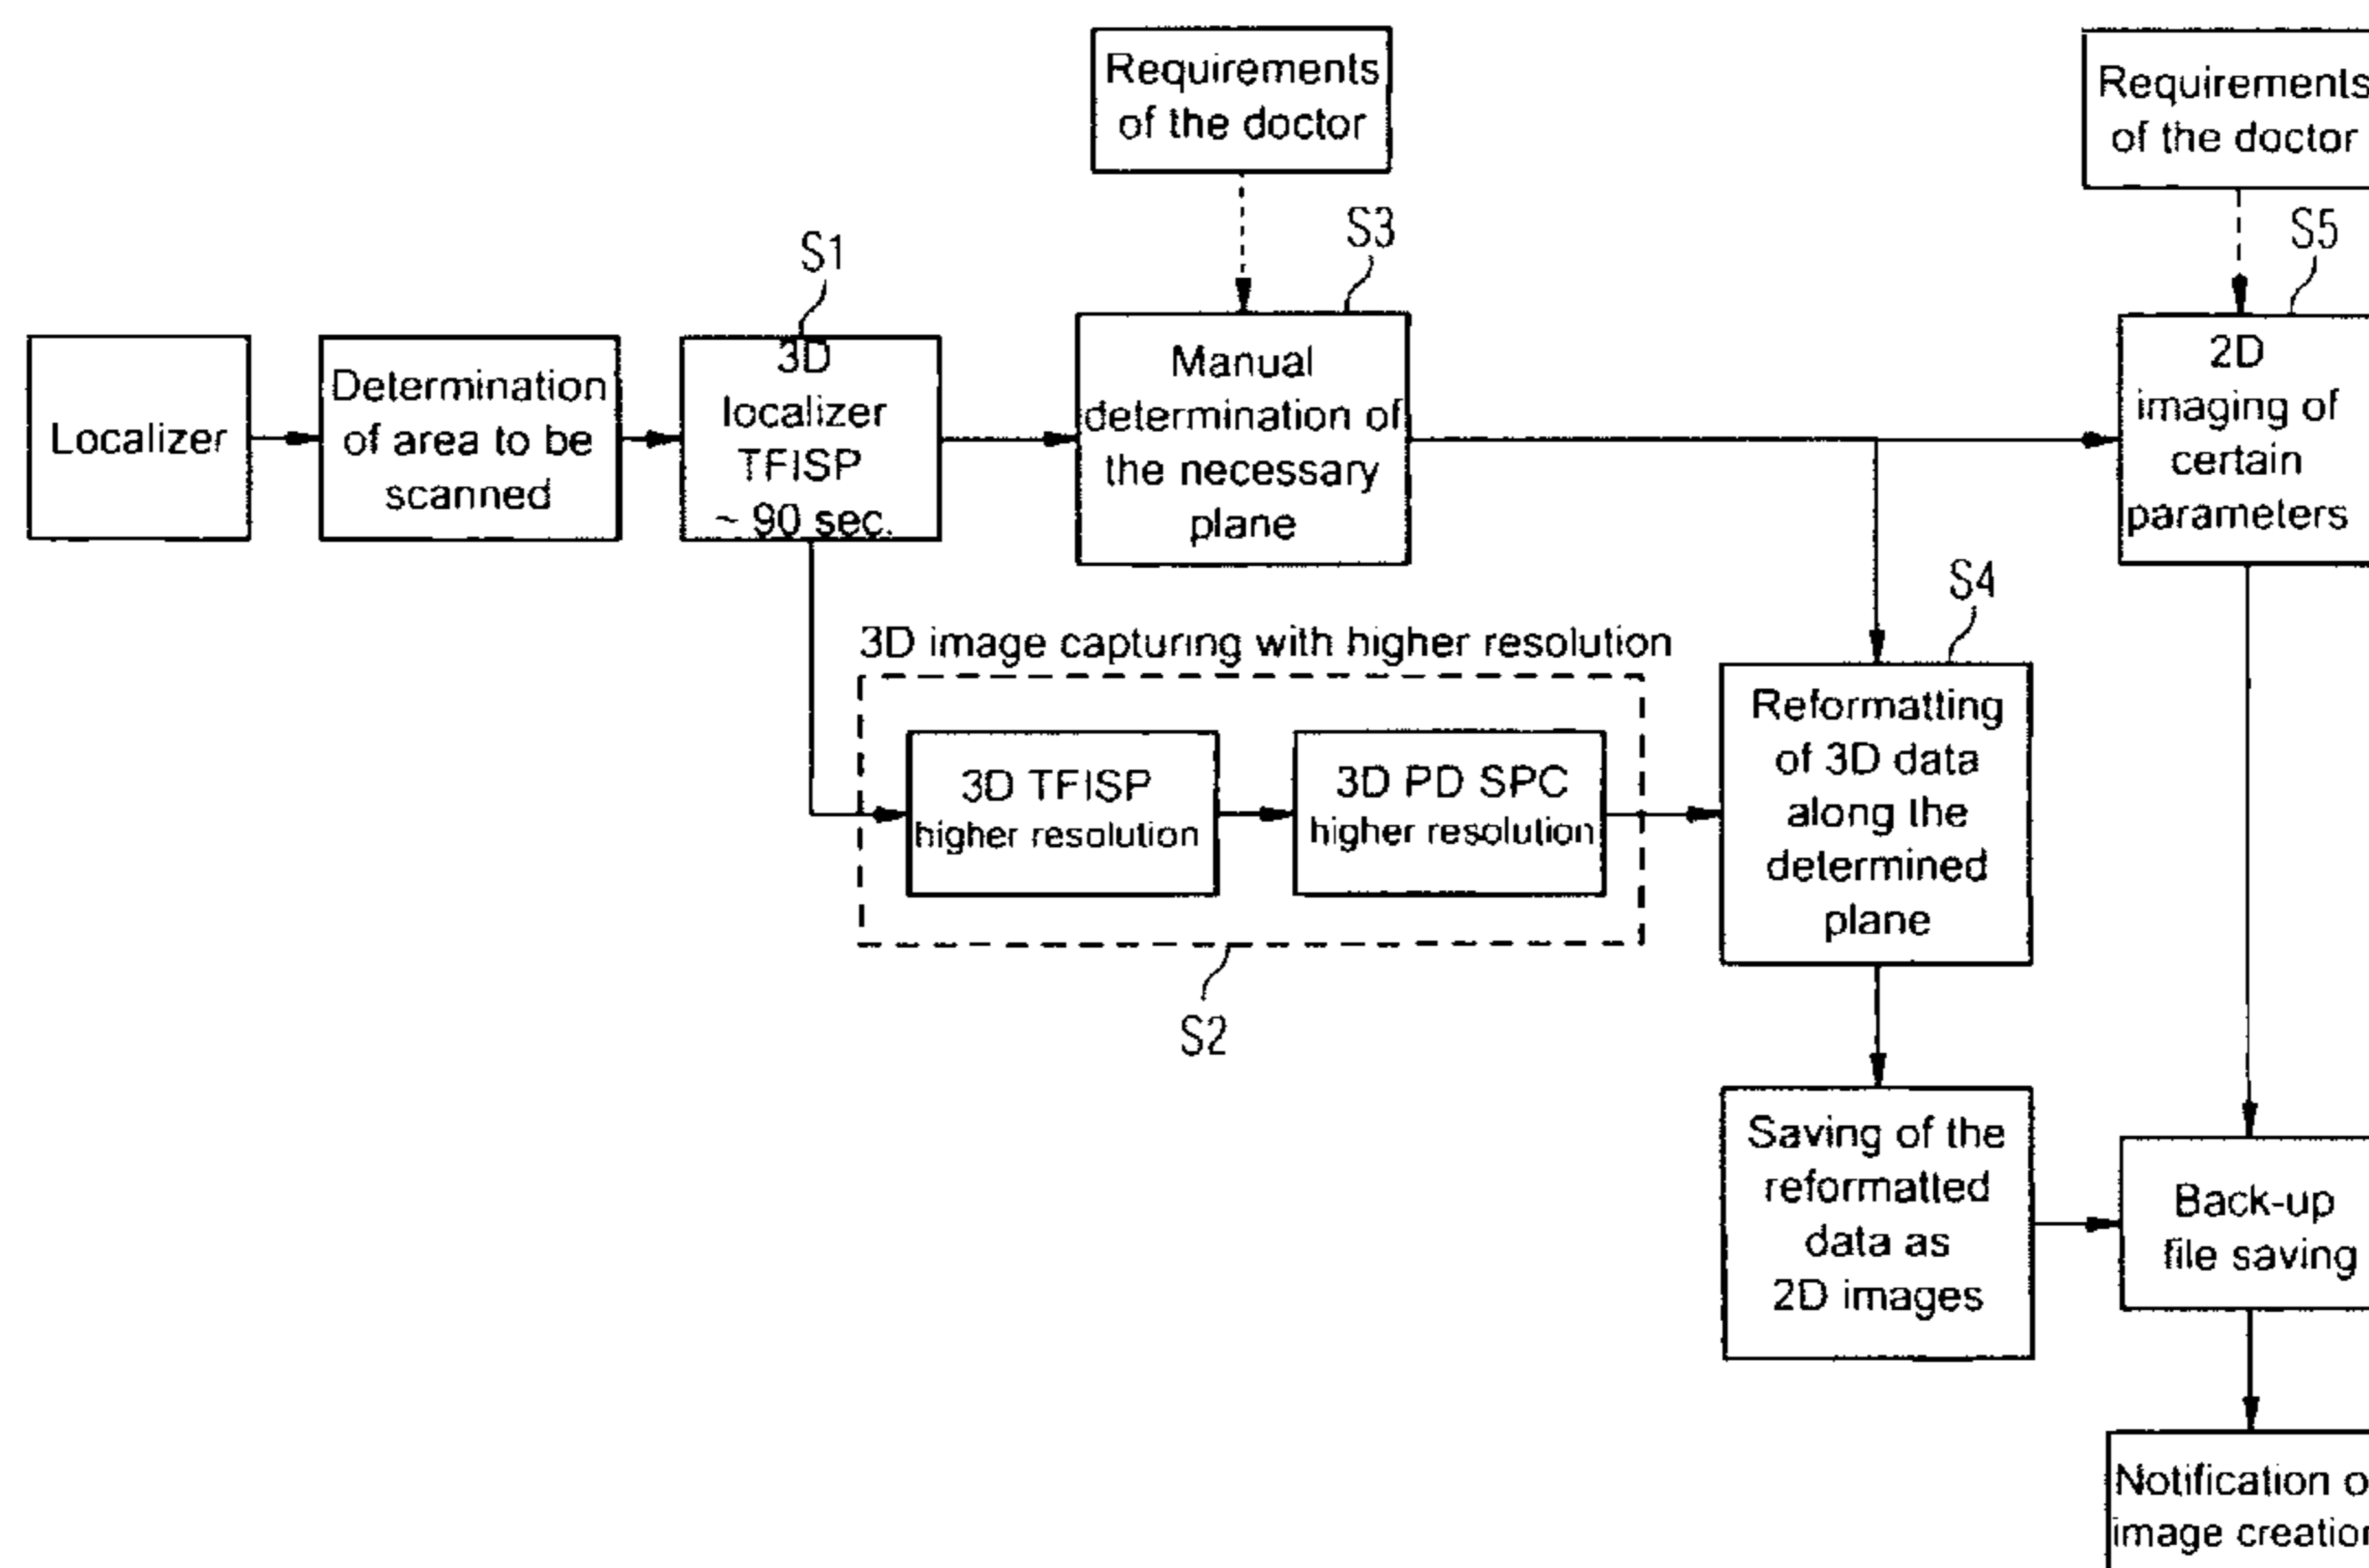 Requirements
of the doctor
Requirements
of the doctor
S1
S3
S5
Localizer
Determination
of area to be
scanned
3D
localizer
TFISP
~ 90 sec.
Manual
determination of
the necessary
plane
2D
imaging of
certain
parameters
3D image capturing with higher resolution
S4
3D TFISP
higher resolution
3D PD SPC
higher resolution
Reformatting
of 3D data
along the
determined
plane
S2
Saving of the
reformatted
data as
2D images
Back-up
file saving
Notification
image creation